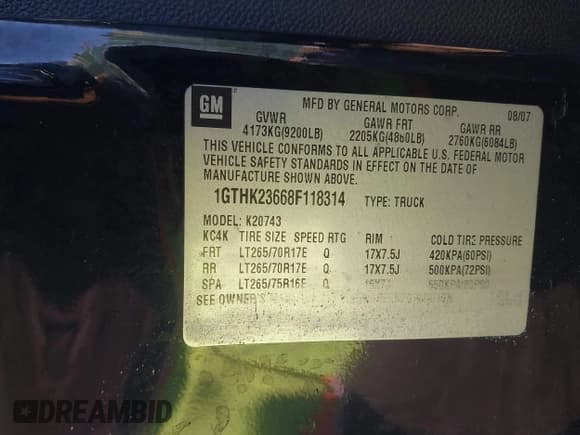 GM
MFD BY GENERAL MOTORS CORP. 08/07
GVWR GAWR FRT GAWR RR
4173KG(9200LB) 2205KG(4860LB) 2760KG(6084LB)
THIS VEHICLE CONFORMS TO ALL APPLICABLE U.S. FEDERAL MOTOR
VEHICLE SAFETY STANDARDS IN EFFECT ON THE DATE OF
MANUFACTURE SHOWN ABOVE.
1GTHK23668F118314 TYPE: TRUCK
MODEL: K20743
KC4K TIRE SIZE SPEED RTG RIM COLD TIRE PRESSURE
FRT LT265/70R17E Q 17X7.5J 420KPA(60PSI)
RR LT265/70R17E Q 17X7.5J 500KPA(72PSI)
SPA LT265/75R16E Q
SEE OWNER'S
DREAMBID